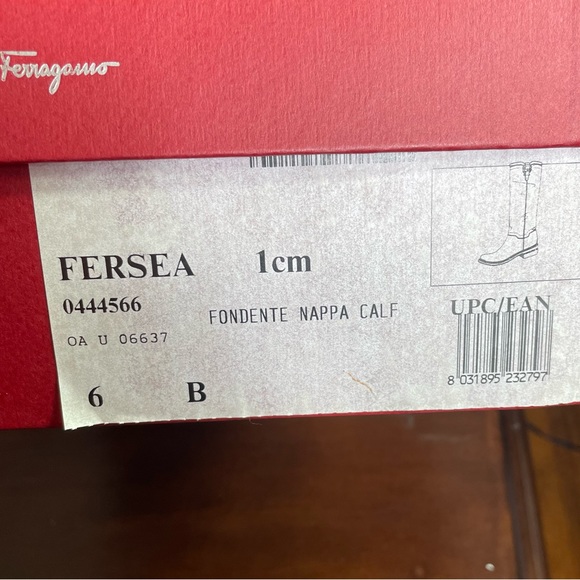 Ferragamo
FERSEA 1cm
0444566
FONDENTE NAPPA CALF
UPC/EAN
OA U 06637
8 031895 232797
6 B